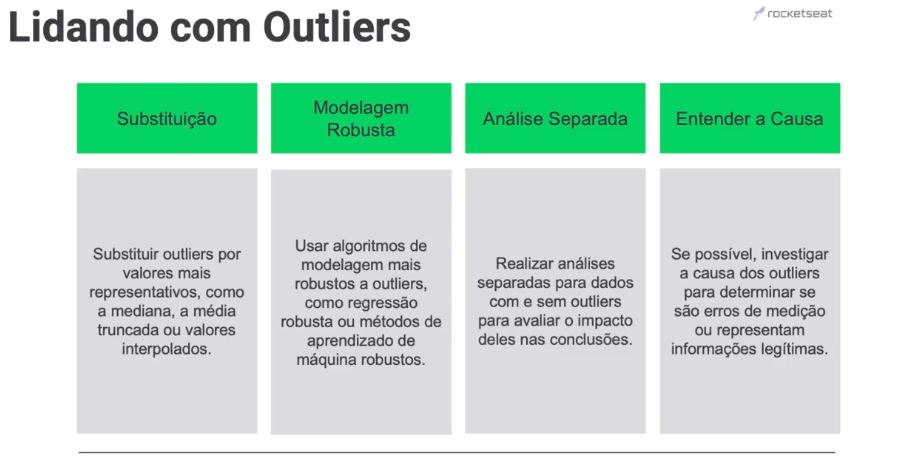 Lidando com Outliers
rocketseat
Substituição
Modelagem
Robusta
Análise Separada
Entender a Causa
Substituir outliers por
valores mais
representativos, como
a mediana, a média
truncada ou valores
interpolados.
Usar algoritmos de
modelagem mais
robustos a outliers,
como regressão
robusta ou métodos de
aprendizado de
máquina robustos.
Realizar análises
separadas para dados
com e sem outliers
para avaliar o impacto
deles nas conclusões.
Se possível, investigar
a causa dos outliers
para determinar se
são erros de medição
ou representam
informações legítimas.